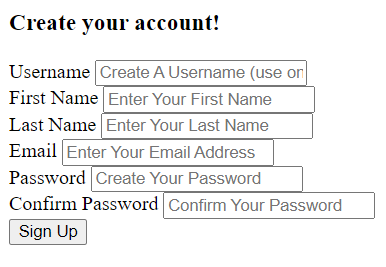 Create your account!
Username Create A Username (use on
First Name Enter Your First Name
Last Name Enter Your Last Name
Email Enter Your Email Address
Password Create Your Password
Confirm Password Confirm Your Password
Sign Up